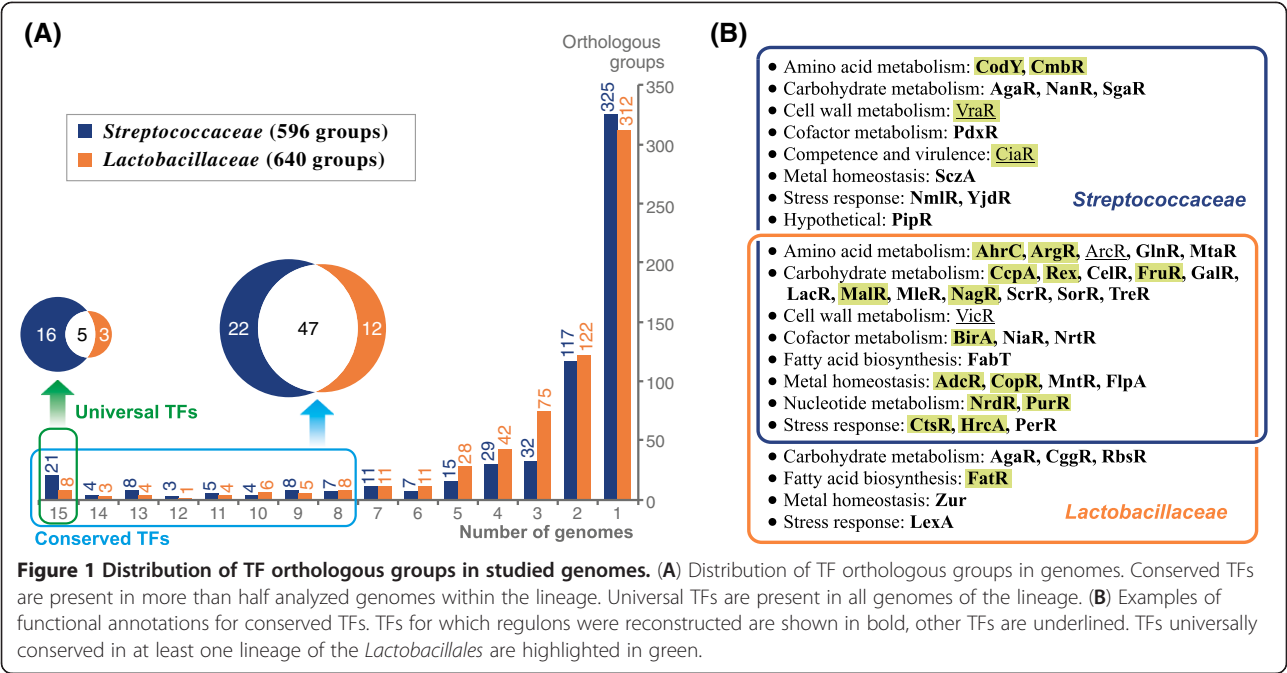 (A)
Orthologous
groups
Streptococcaceae (596 groups)
Lactobacillaceae (640 groups)
350
300
250
200
150
100
50
0
325
312
117
122
32
75
29
42
15
28
7
11
11
11
7
8
8
5
4
6
5
4
3
1
8
4
4
3
21
8
16
5
3
22
47
12
Universal TFs
15
14
13
12
11
10
9
8
7
6
5
4
3
2
1
Number of genomes
Conserved TFs
(B)
• Amino acid metabolism: CodY, CmbR
• Carbohydrate metabolism: AgaR, NanR, SgaR
• Cell wall metabolism: VraR
• Cofactor metabolism: PdxR
• Competence and virulence: CiaR
• Metal homeostasis: SczA
• Stress response: NmlR, YjdR
• Hypothetical: PipR
Streptococcaceae
• Amino acid metabolism: AhrC, ArgR, ArcR, GlnR, MtaR
• Carbohydrate metabolism: CcpA, Rex, CelR, FruR, GalR,
LacR, MalR, MleR, NagR, ScrR, SorR, TreR
• Cell wall metabolism: VicR
• Cofactor metabolism: BirA, NiaR, NrtR
• Fatty acid biosynthesis: FabT
• Metal homeostasis: AdcR, CopR, MntR, FlpA
• Nucleotide metabolism: NrdR, PurR
• Stress response: CtsR, HrcA, PerR
• Carbohydrate metabolism: AgaR, CggR, RbsR
• Fatty acid biosynthesis: FatR
• Metal homeostasis: Zur
• Stress response: LexA
Lactobacillaceae
Figure 1 Distribution of TF orthologous groups in studied genomes. (A) Distribution of TF orthologous groups in genomes. Conserved TFs
are present in more than half analyzed genomes within the lineage. Universal TFs are present in all genomes of the lineage. (B) Examples of
functional annotations for conserved TFs. TFs for which regulons were reconstructed are shown in bold, other TFs are underlined. TFs universally
conserved in at least one lineage of the Lactobacillales are highlighted in green.